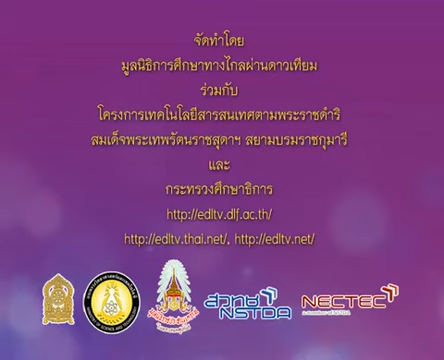 จัดทำโดย
มูลนิธิการศึกษาทางไกลผ่านดาวเทียม
ร่วมกับ
โครงการเทคโนโลยีสารสนเทศตามพระราชดำริ
สมเด็จพระเทพรัตนราชสุดาฯ สยามบรมราชกุมารี
และ
กระทรวงศึกษาธิการ
http://edltv.dlf.ac.th/
http://edltv.thai.net/, http://edltv.net/
สวทช NECTEC
NSTDA a member of NSTDA